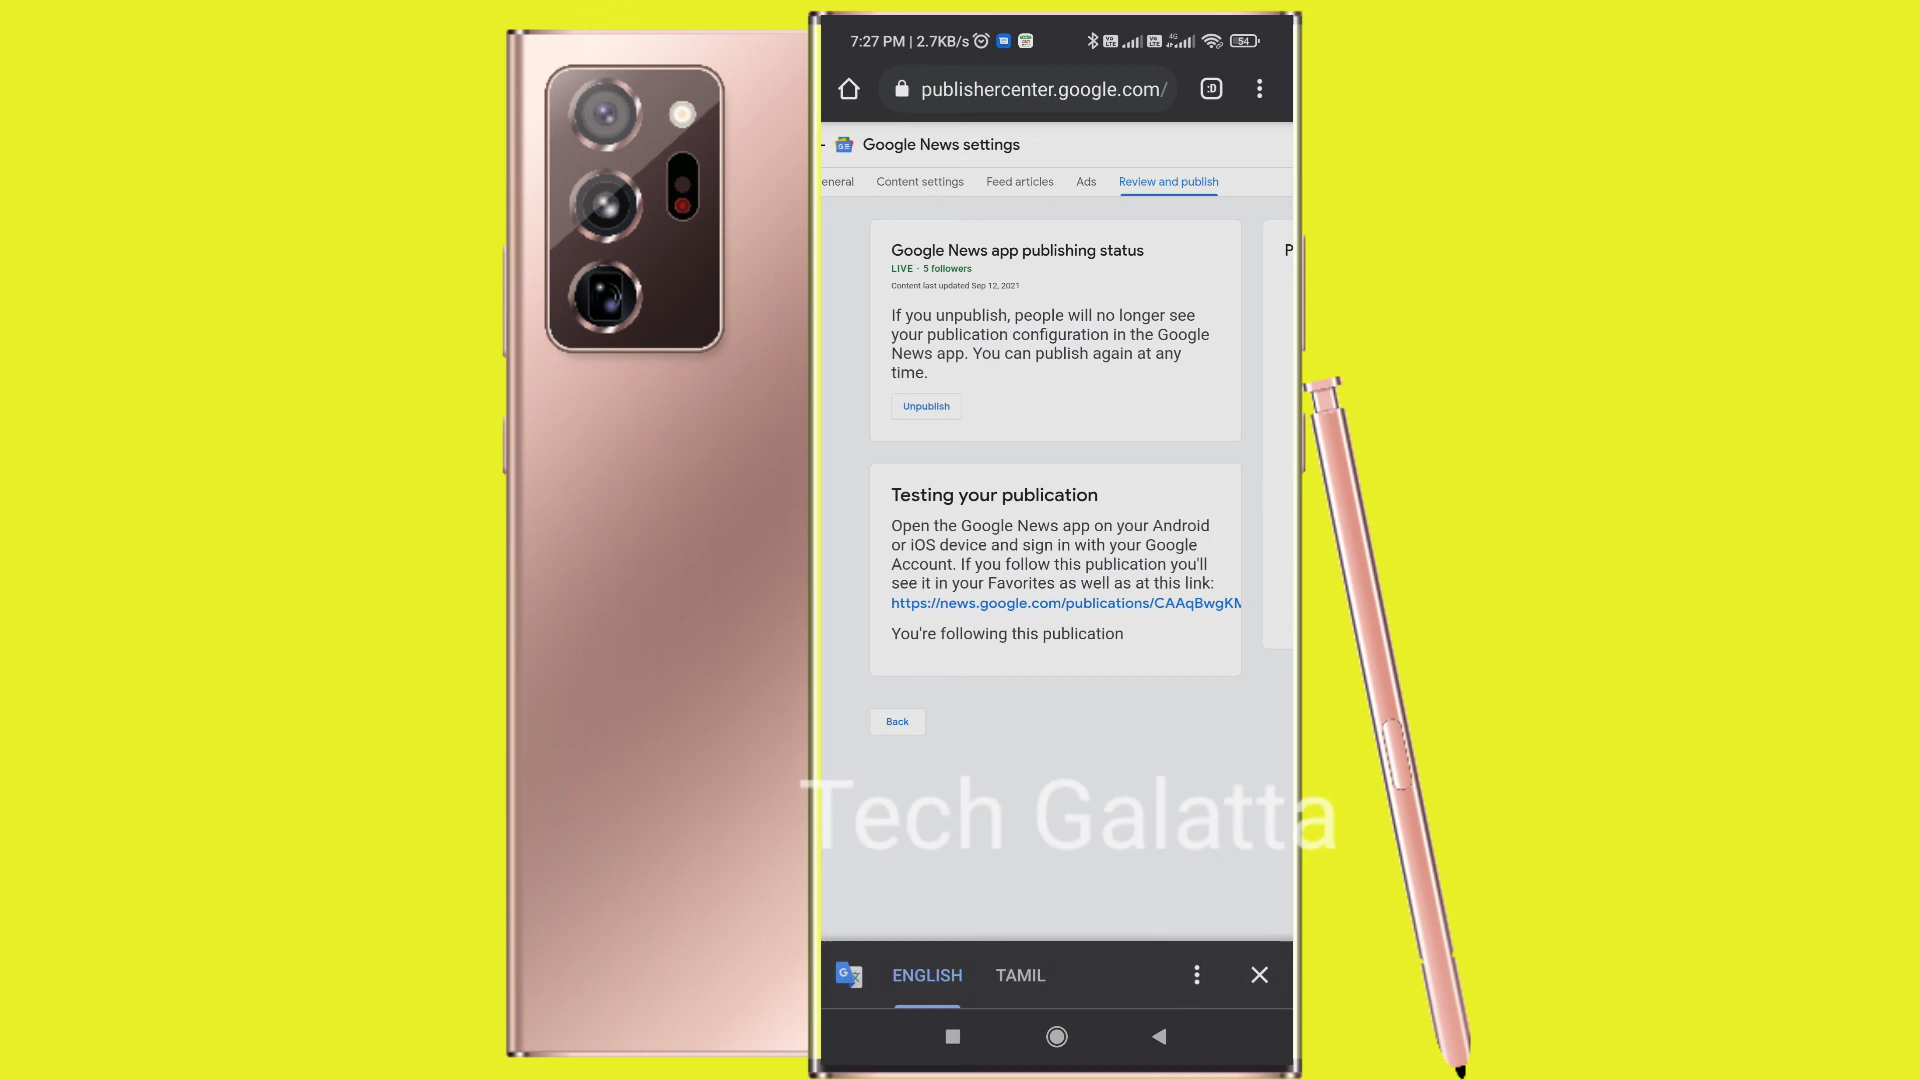 7:27 PM | 2.7KB/s
4G
54
publishercenter.google.com/
:D
Google News settings
eneral Content settings Feed articles Ads Review and publish
Google News app publishing status
LIVE · 5 followers
Content last updated Sep 12, 2021
If you unpublish, people will no longer see
your publication configuration in the Google
News app. You can publish again at any
time.
Unpublish
P
Testing your publication
Open the Google News app on your Android
or iOS device and sign in with your Google
Account. If you follow this publication you'll
see it in your Favorites as well as at this link:
https://news.google.com/publications/CAAqBwgKM
You're following this publication
Back
Tech Galatta
ENGLISH TAMIL